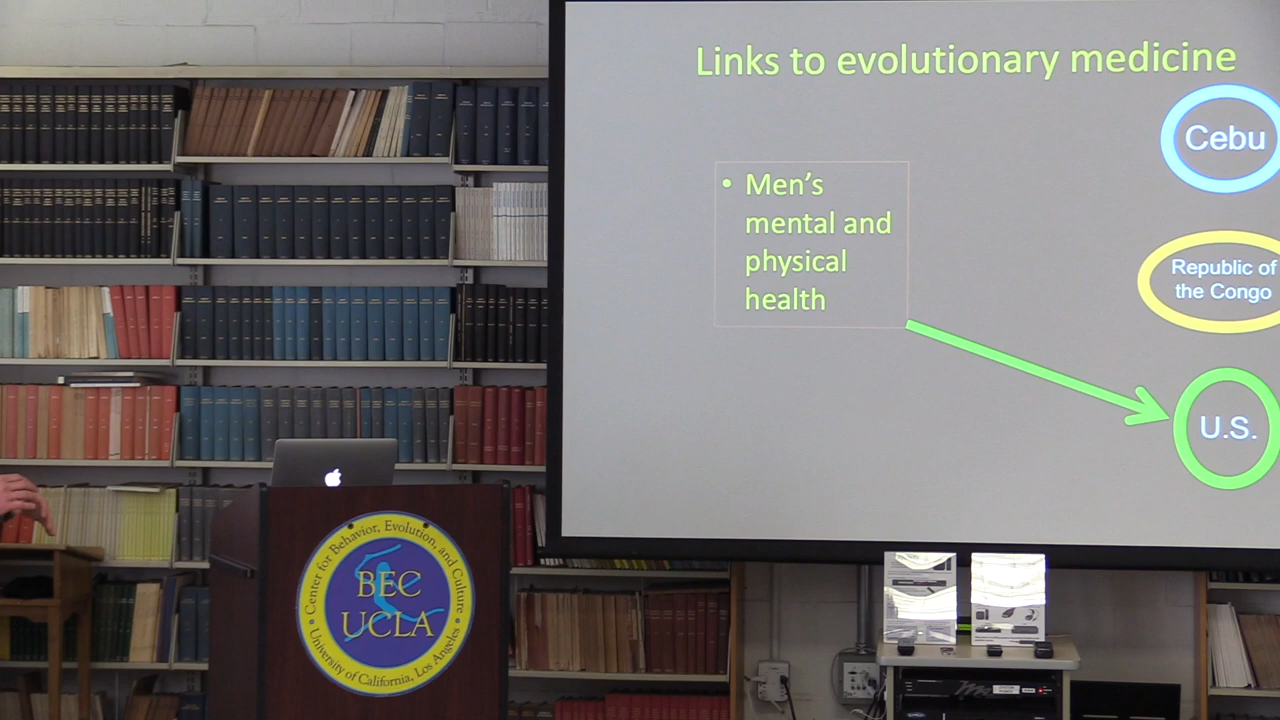 Links to evolutionary medicine
Cebu
• Men's
mental and
physical
health
Republic of
the Congo
U.S.
Center for Behavior, Evolution, and Culture
BEC
UCLA
University of California, Los Angeles